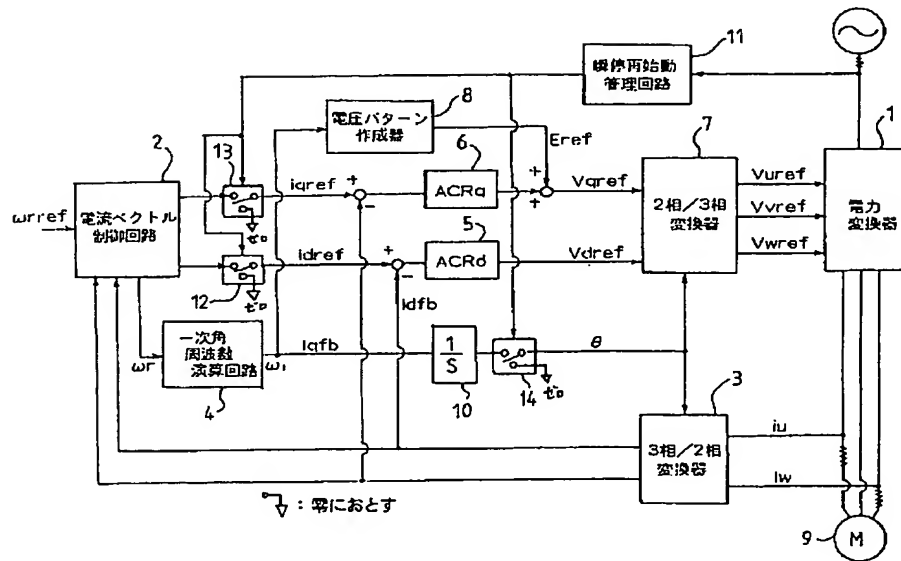 11
瞬停再始動
管理回路
8
電圧パターン
作成器
Eref
1
電力
変換器
7
2相/3相
変換器
Vuref
Vvref
Vwref
2
電流ベクトル
制御回路
ωrref
13
ゼロ
iqref
+
-
6
ACRq
+
+
Vqref
12
ゼロ
idref
+
-
5
ACRd
Vdref
Idfb
ωr
一次角
周波数
演算回路
4
ω1
Iqfb
1
S
10
14
ゼロ
θ
3
3相/2相
変換器
iu
Iw
: 零におとす
9
M